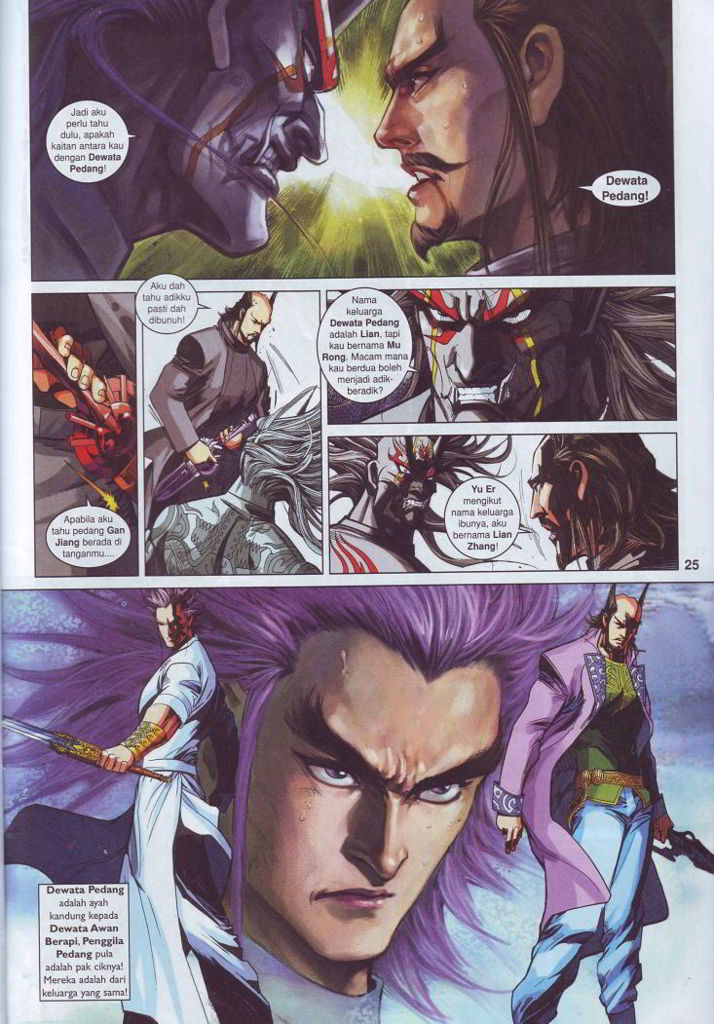 Jadi aku
perlu tahu
dulu, apakah
kaitan antara kau
dengan Dewata
Pedang!
Dewata
Pedang!
Apabila aku
tahu pedang Gan
Jiang berada di
tanganmu....
Aku dah
tahu adikku
pasti dah
dibunuh!
Nama
keluarga
Dewata Pedang
adalah Lian, tapi
kau bernama Mu
Rong. Macam mana
kau berdua boleh
menjadi adik-
beradik?
Yu Er
mengikut
nama keluarga
ibunya, aku
bernama Lian
Zhang!
25
Dewata Pedang
adalah ayah
kandung kepada
Dewata Awan
Berapi, Penggila
Pedang pula
adalah pak ciknya!
Mereka adalah dari
keluarga yang sama!